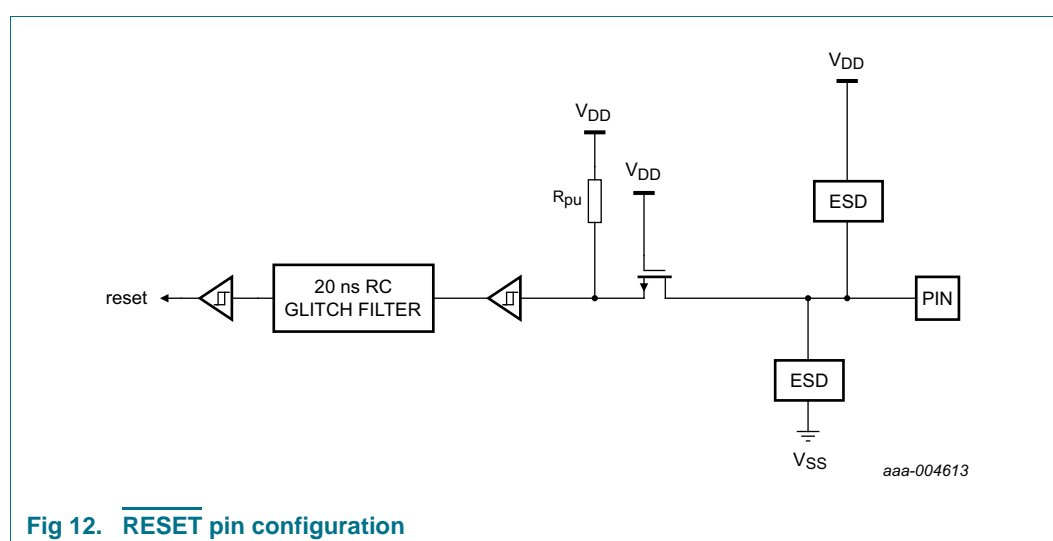 VDD
VDD
VDD
Rpu
ESD
reset
20 ns RC
GLITCH FILTER
PIN
ESD
VSS
aaa-004613
Fig 12. RESET pin configuration